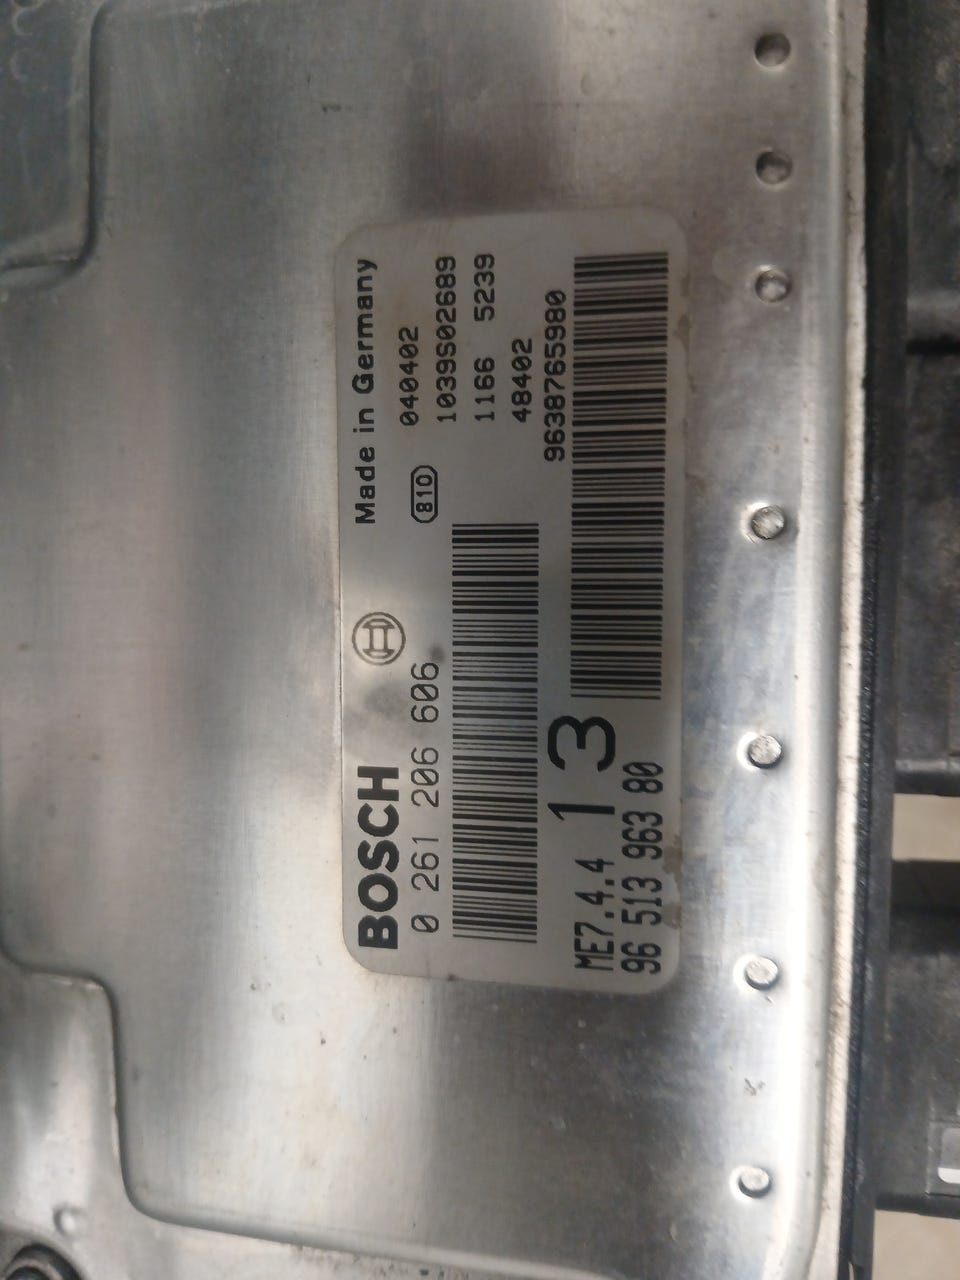 BOSCH
0 261 206 606
Made in Germany
810
040402
1039S02689
1166 5239
48402
9638765980
ME7.4.4 13
96 513 963 80